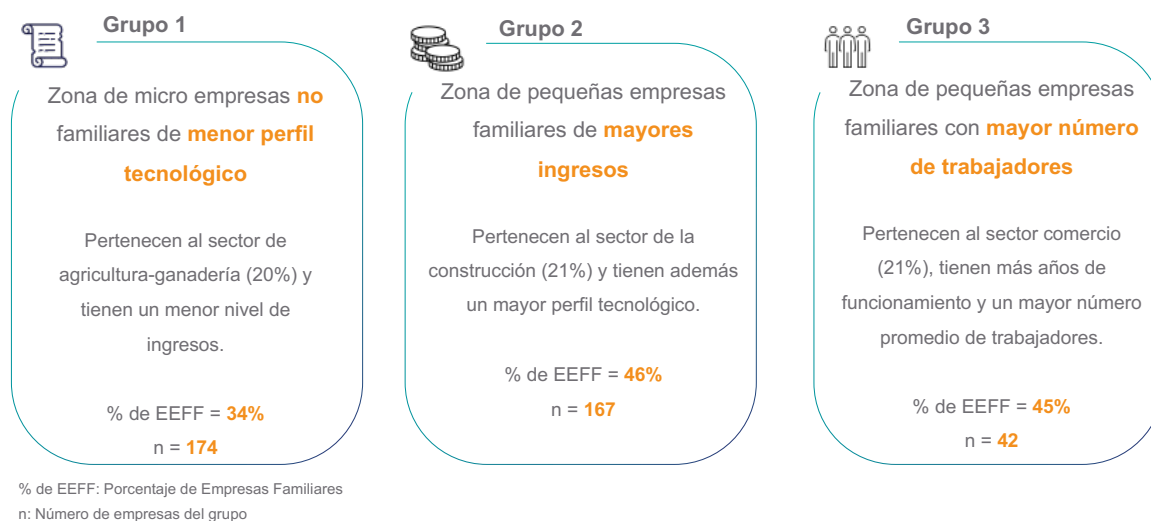 Grupo 1
Zona de micro empresas no
familiares de menor perfil
tecnológico
Pertenecen al sector de
agricultura-ganadería (20%) y
tienen un menor nivel de
ingresos.
% de EEFF = 34%
n = 174
Grupo 2
Zona de pequeñas empresas
familiares de mayores
ingresos
Pertenecen al sector de la
construcción (21%) y tienen además
un mayor perfil tecnológico.
% de EEFF = 46%
n = 167
Grupo 3
Zona de pequeñas empresas
familiares con mayor número
de trabajadores
Pertenecen al sector comercio
(21%), tienen más años de
funcionamiento y un mayor número
promedio de trabajadores.
% de EEFF = 45%
n = 42
% de EEFF: Porcentaje de Empresas Familiares
n: Número de empresas del grupo